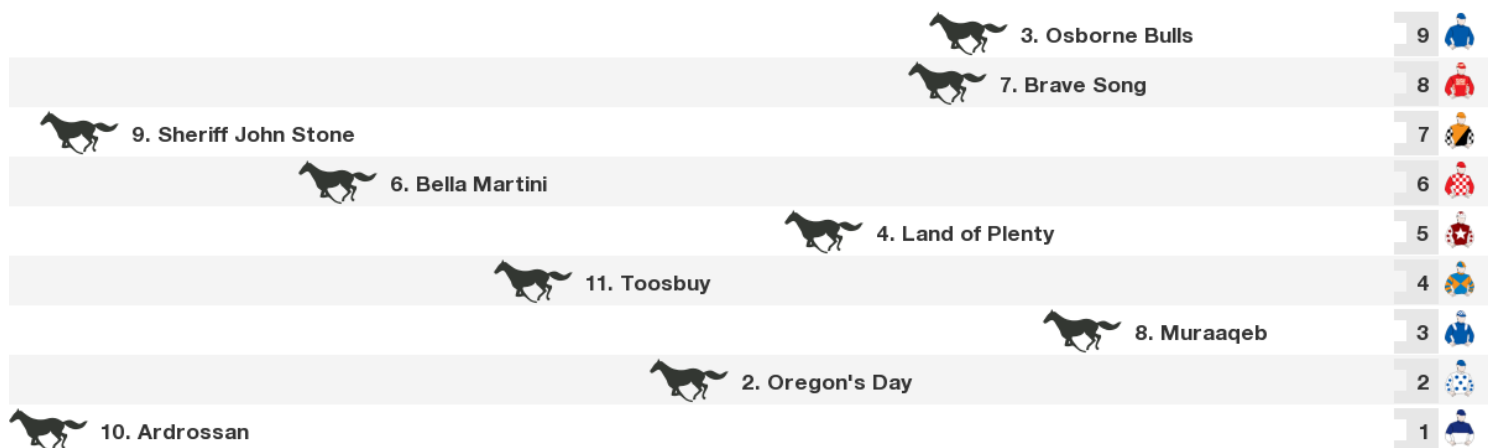 3. Osborne Bulls 9
7. Brave Song 8
9. Sheriff John Stone 7
6. Bella Martini 6
4. Land of Plenty 5
11. Toosbuy 4
8. Muraaqeb 3
2. Oregon's Day 2
10. Ardrossan 1